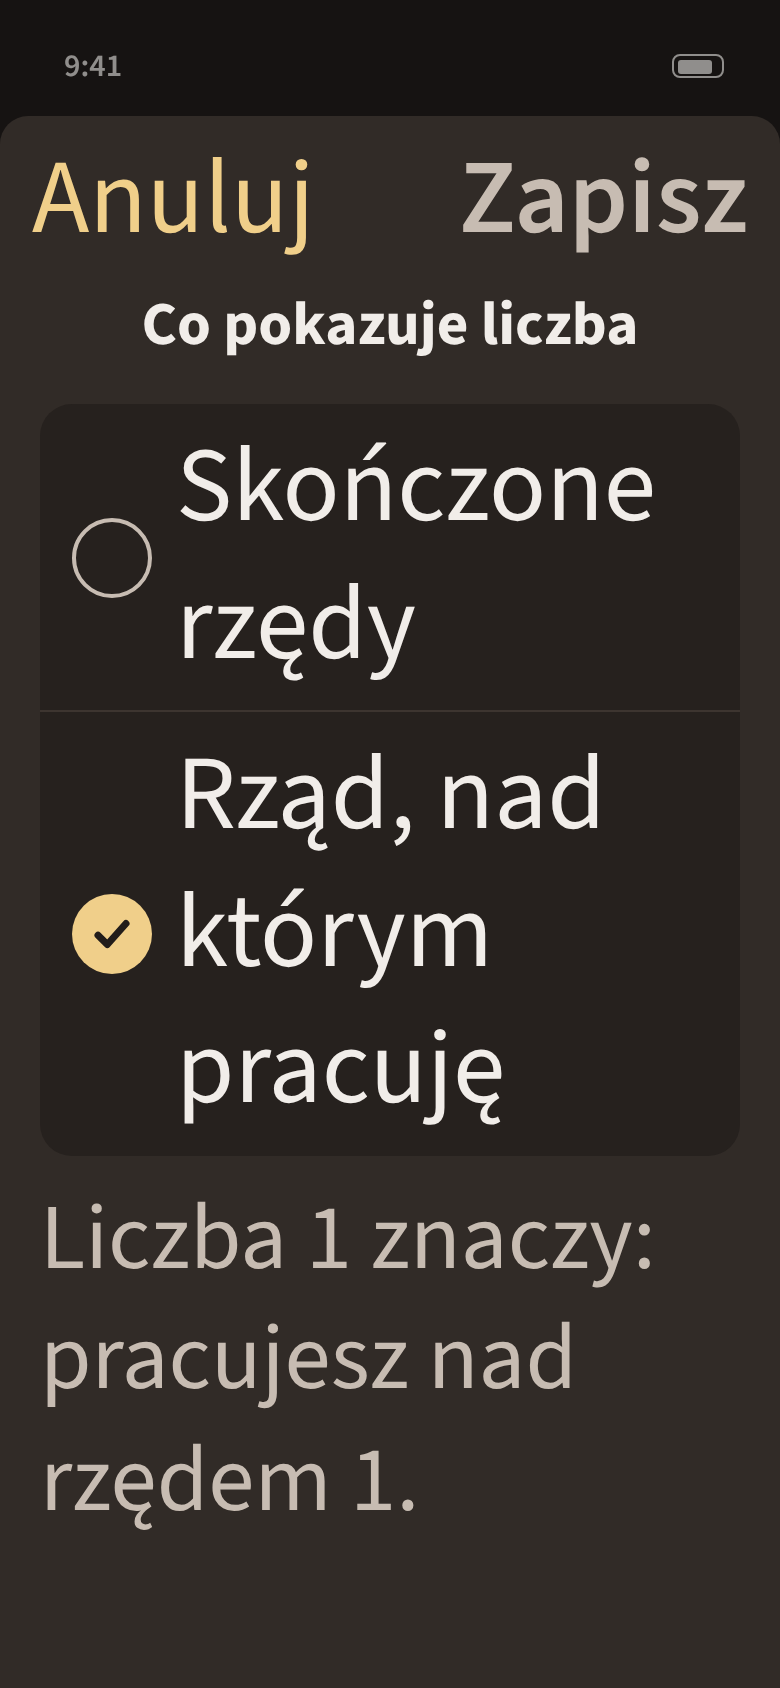 9:41
Anuluj Zapisz
Co pokazuje liczba
Skończone
rzędy
Rząd, nad
którym
pracuję
Liczba 1 znaczy:
pracujesz nad
rzędem 1.